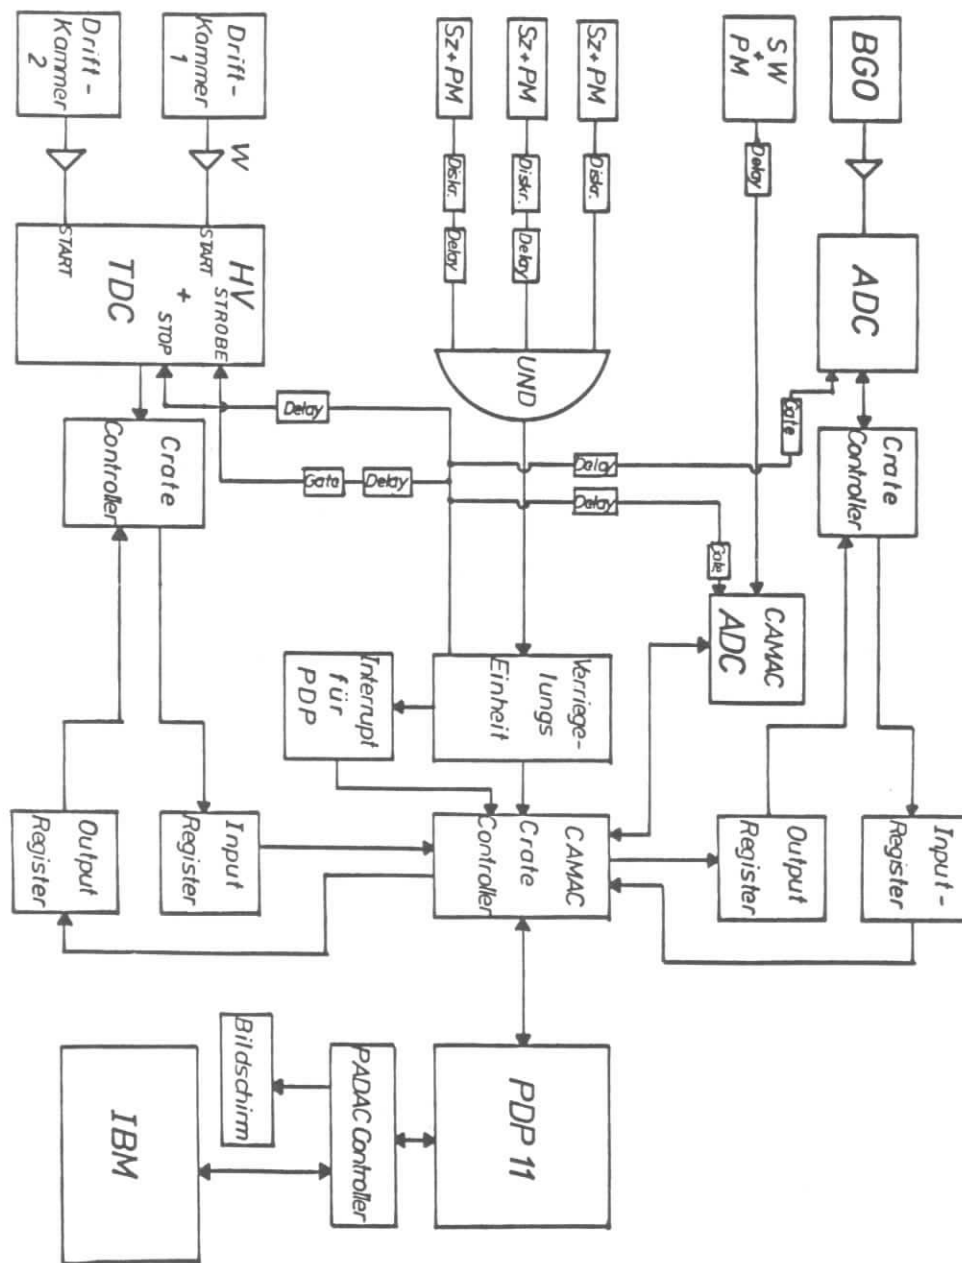 Drift-
Kammer
2
Drift-
Kammer
1
W
Sz+PM
Sz+PM
Sz+PM
SW
+
PM
BGO
Diskr.
Diskr.
Diskr.
Delay
Delay
Delay
START
START
HV
+
TDC
STROBE
STOP
UND
ADC
Delay
Gate
Delay
Delay
Gate
Delay
Gate
Crate
Controller
Crate
Controller
CAMAC
ADC
Interrupt
für
PDP
Verriege-
lungs
Einheit
Output
Register
Input
Register
CAMAC
Crate
Controller
Output
Register
Input-
Register
IBM
Bildschirm
PADAC Controller
PDP 11